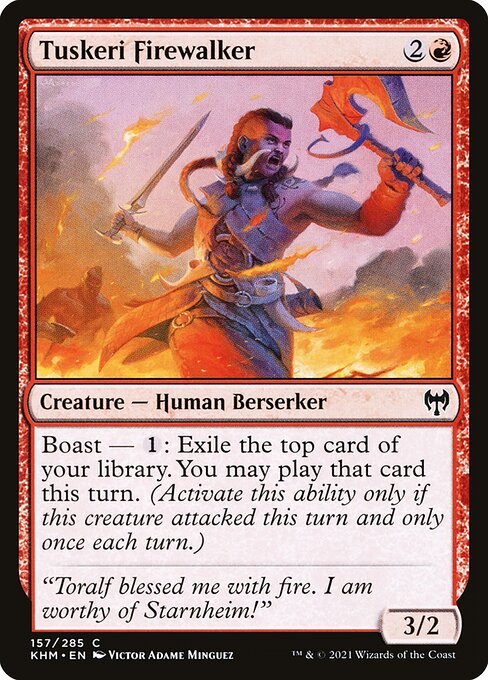 Tuskeri Firewalker 2
Creature — Human Berserker
Boast — 1: Exile the top card of
your library. You may play that card
this turn. (Activate this ability only if
this creature attacked this turn and only
once each turn.)
“Toralf blessed me with fire. I am
worthy of Starnheim!”
3/2
157/285 C
KHM • EN Victor Adame Minguez ™ & © 2021 Wizards of the Coast